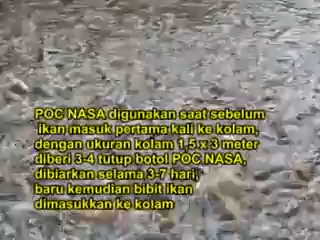 POC NASA digunakan saat sebelum
ikan masuk pertama kali ke kolam,
dengan ukuran kolam 1,5 x 3 meter
diberi 3-4 tutup botol POC NASA,
dibiarkan selama 3-7 hari,
baru kemudian bibit ikan
dimasukkan ke kolam